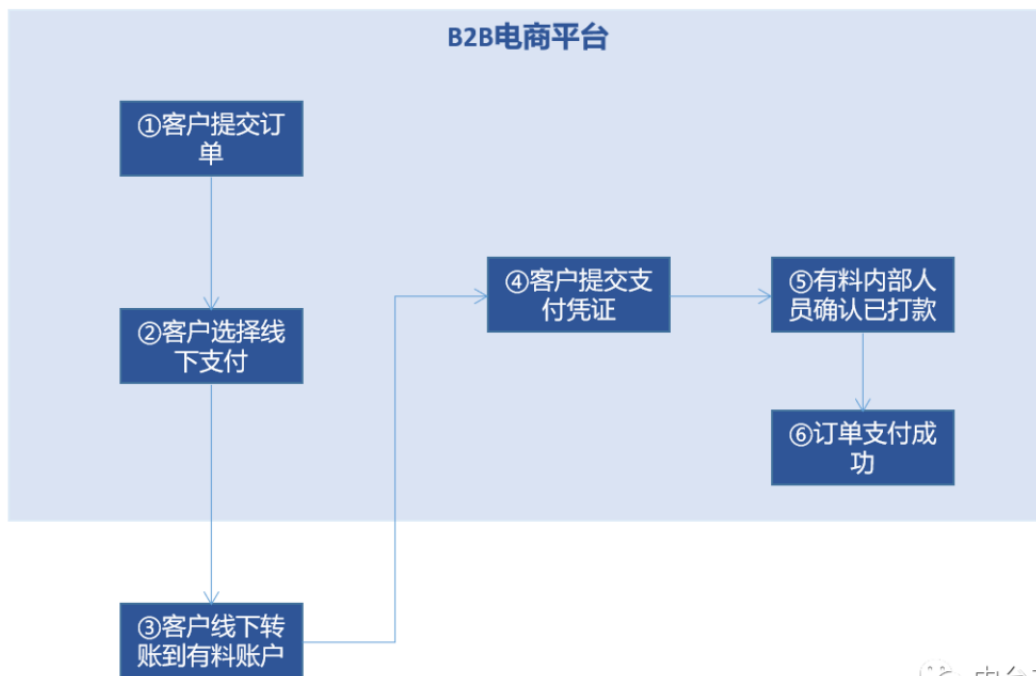 B2B电商平台
①客户提交订
单
②客户选择线
下支付
③客户线下转
账到有料账户
④客户提交支
付凭证
⑤有料内部人
员确认已打款
⑥订单支付成
功